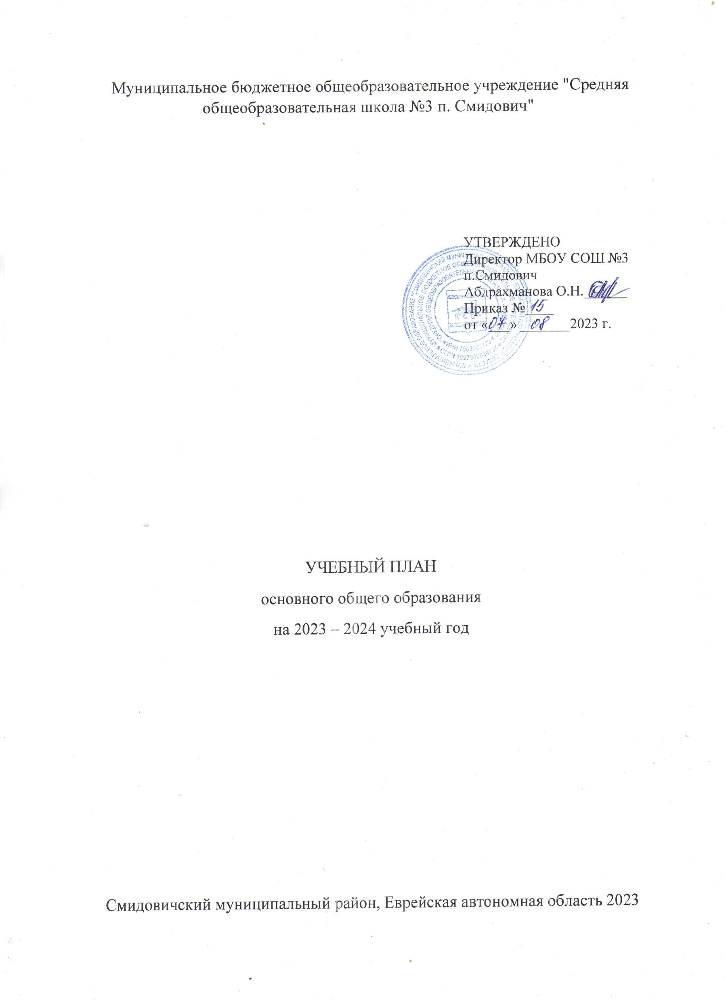 Муниципальное бюджетное общеобразовательное учреждение "Средняя
общеобразовательная школа №3 п. Смидович"
УТВЕРЖДЕНО
Директор МБОУ СОШ №3
п.Смидович
Абдрахманова О.Н.______
Приказ № 15
от «07» 08 2023 г.
УЧЕБНЫЙ ПЛАН
основного общего образования
на 2023 – 2024 учебный год
Смидовичский муниципальный район, Еврейская автономная область 2023